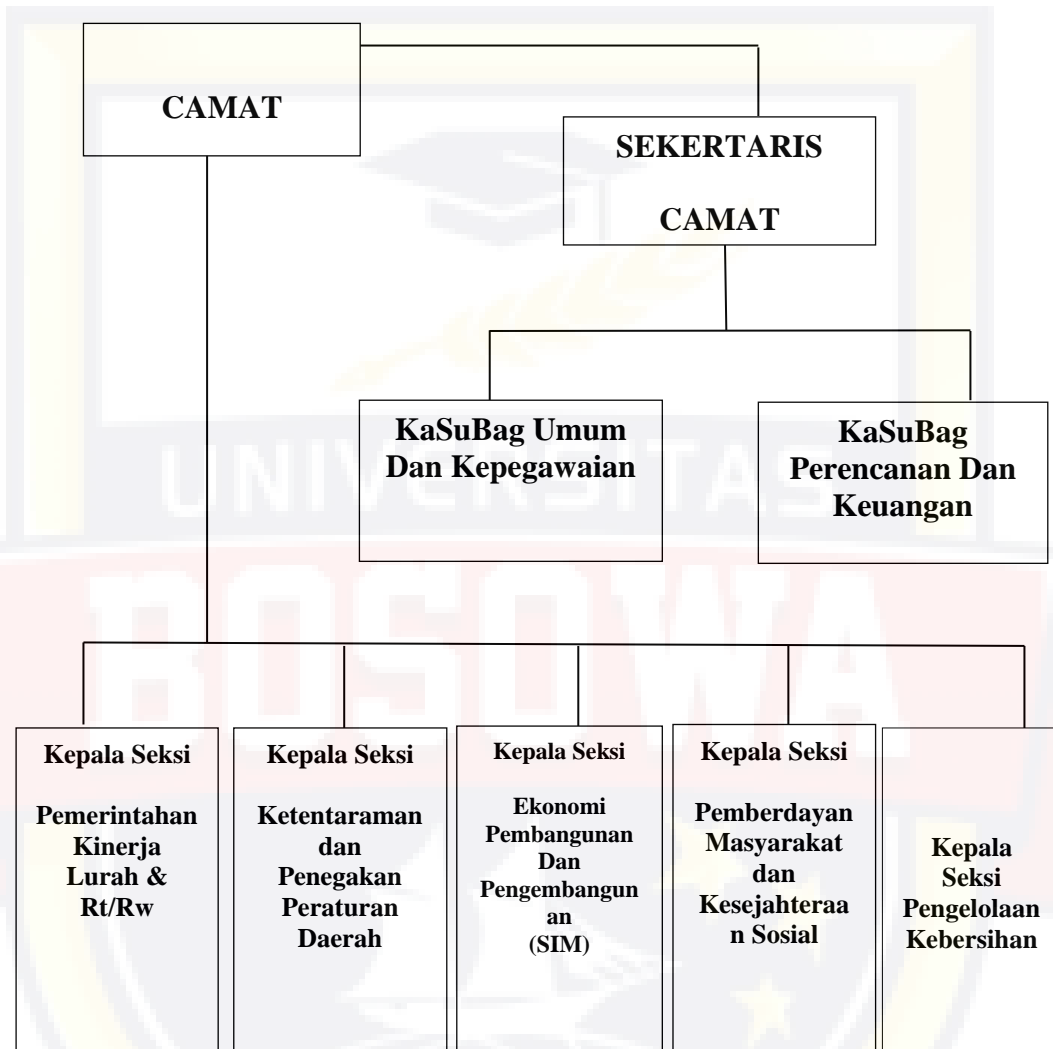 CAMAT
SEKERTARIS
CAMAT
KaSuBag Umum
Dan Kepegawaian
KaSuBag
Perencanan Dan
Keuangan
UNIVERSITAS
BOSOWA
Kepala Seksi
Pemerintahan
Kinerja
Lurah &
Rt/Rw
Kepala Seksi
Ketentaraman
dan
Penegakan
Peraturan
Daerah
Kepala Seksi
Ekonomi
Pembangunan
Dan
Pengembangun
an
(SIM)
Kepala Seksi
Pemberdayan
Masyarakat
dan
Kesejahteraa
n Sosial
Kepala
Seksi
Pengelolaan
Kebersihan